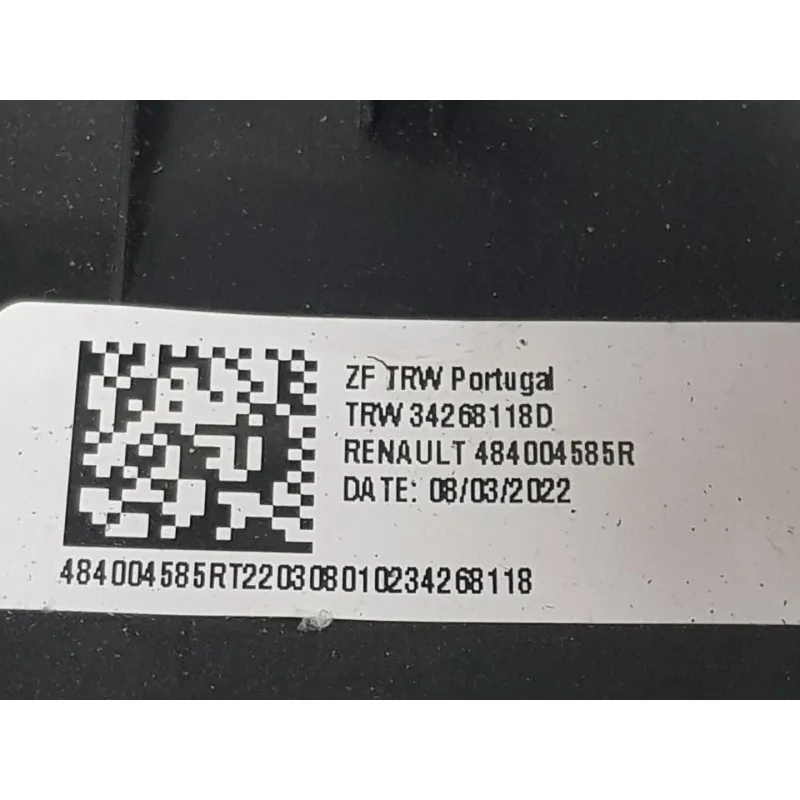 ZF TRW Portugal
TRW 34268118D
RENAULT 484004585R
DATE: 08/03/2022
484004585RT220308010234268118